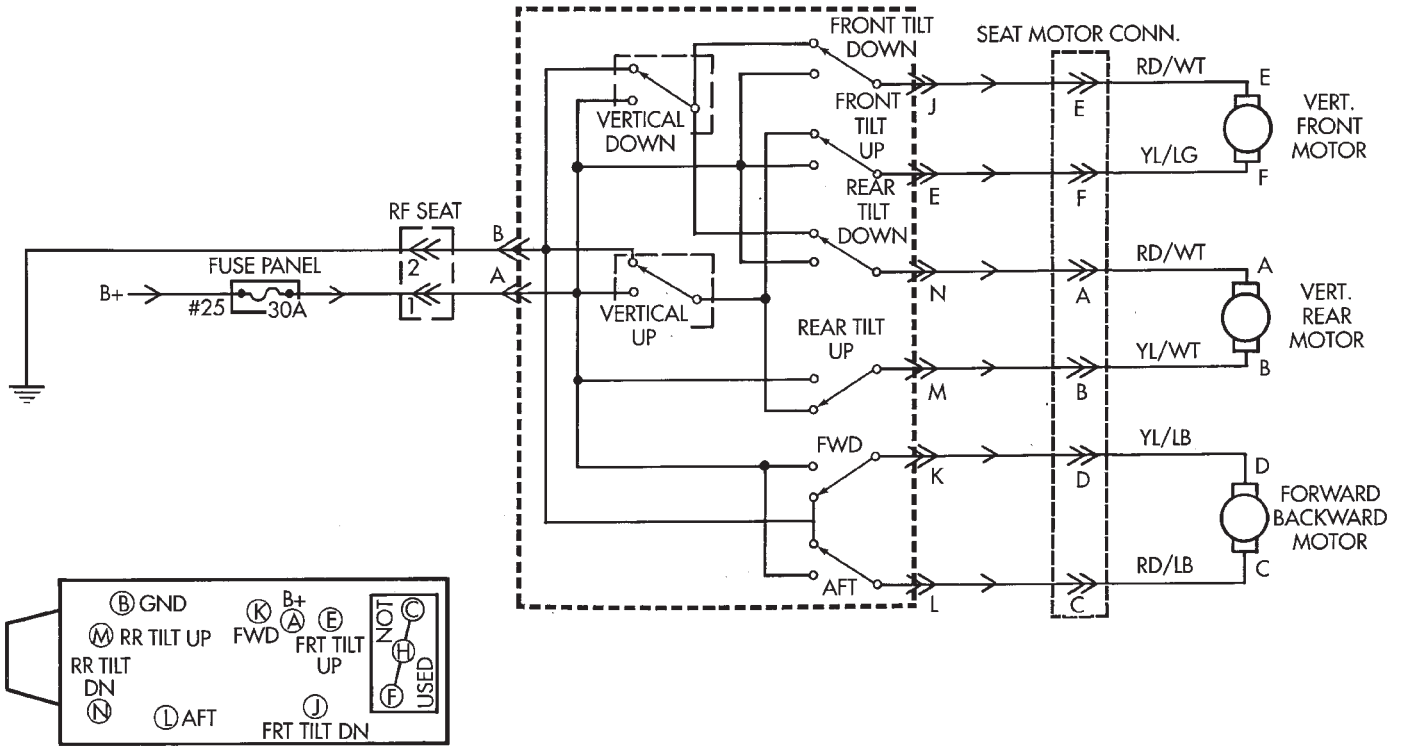 FRONT TILT
DOWN
SEAT MOTOR CONN.
RD/WT
E
VERT.
FRONT
MOTOR
J
E
FRONT
TILT
UP
VERTICAL
DOWN
YL/LG
F
E
F
REAR
TILT
DOWN
RF SEAT
B
2
FUSE PANEL
B+
#25
30A
1
A
VERTICAL
UP
RD/WT
A
VERT.
REAR
MOTOR
N
A
REAR TILT
UP
YL/WT
B
M
B
FWD
YL/LB
D
K
D
FORWARD
BACKWARD
MOTOR
RD/LB
C
AFT
L
C
B GND
M RR TILT UP
RR TILT
DN
N
L AFT
K
FWD
B+
A
E
FRT TILT
UP
J
FRT TILT DN
NOT
USED
C
H
F